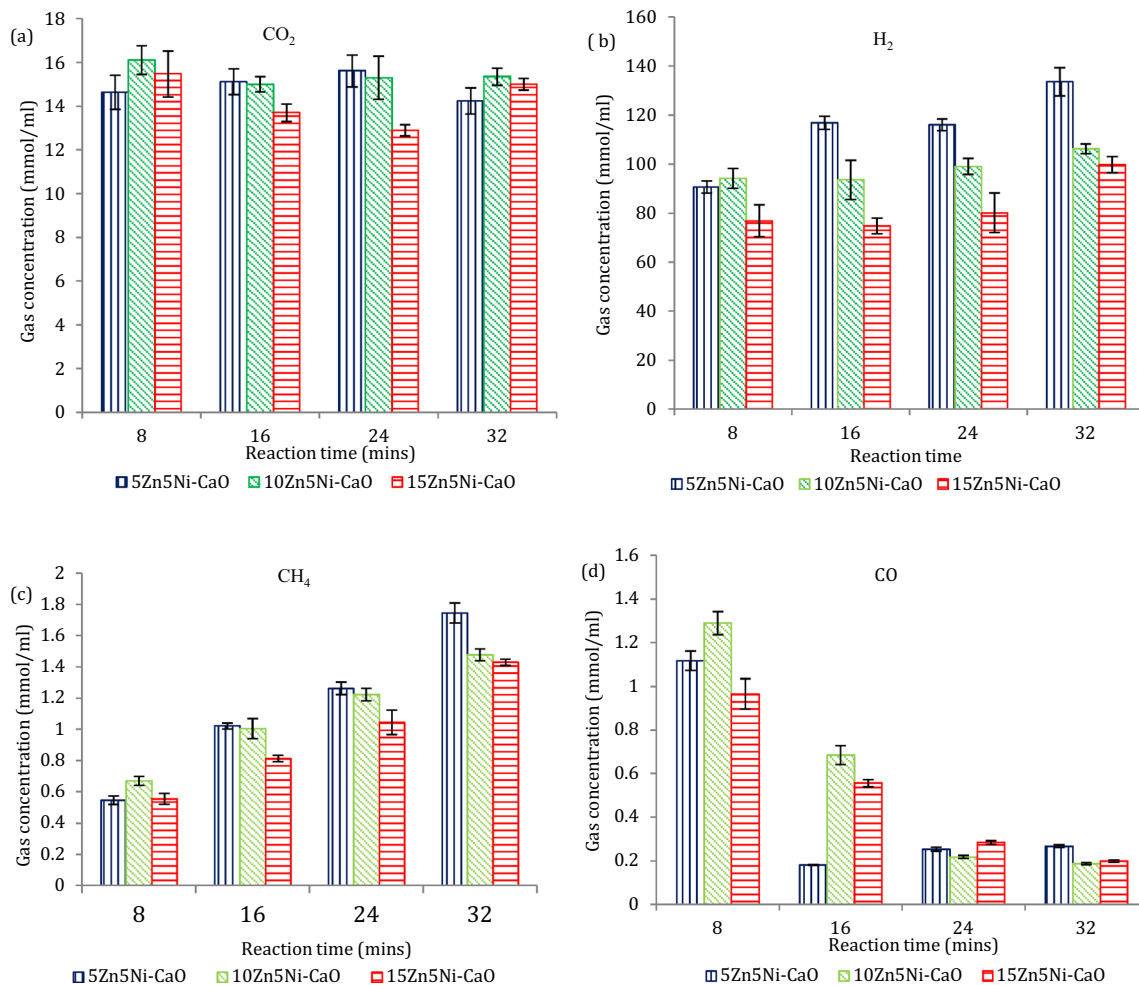 (a)
CO2
Gas concentration (mmol/ml)
18
16
14
12
10
8
6
4
2
0
8 16 24 32
Reaction time (mins)
5Zn5Ni-CaO 10Zn5Ni-CaO 15Zn5Ni-CaO
( b)
H2
Gas concentration (mmol/ml)
160
140
120
100
80
60
40
20
0
8 16 24 32
Reaction time
5Zn5Ni-CaO 10Zn5Ni-CaO 15Zn5Ni-CaO
(c)
CH4
Gas concentration (mmol/ml)
2
1.8
1.6
1.4
1.2
1
0.8
0.6
0.4
0.2
0
8 16 24 32
Reaction time (mins)
5Zn5Ni-CaO 10Zn5Ni-CaO 15Zn5Ni-CaO
(d)
CO
Gas concentration (mmol/ml)
1.6
1.4
1.2
1
0.8
0.6
0.4
0.2
0
8 16 24 32
Reaction time (mins)
5Zn5Ni-CaO 10Zn5Ni-CaO 15Zn5Ni-CaO